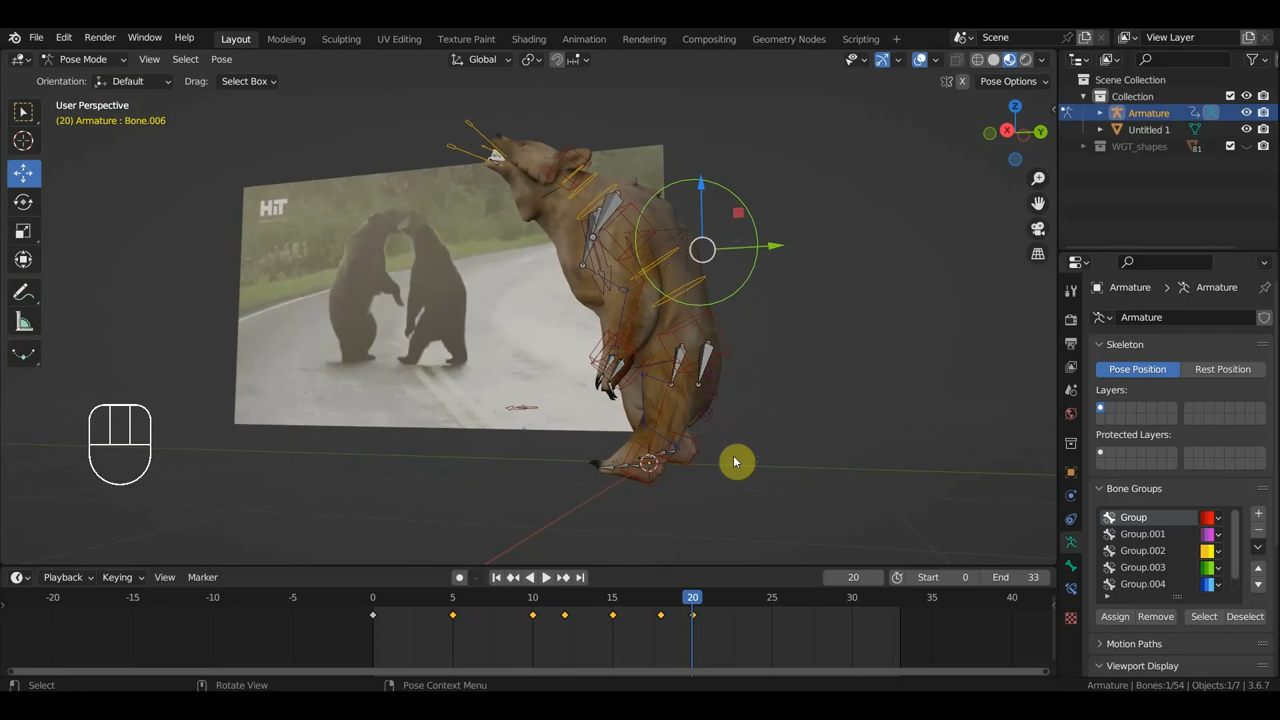 File Edit Render Window Help Layout Modeling Sculpting UV Editing Texture Paint Shading Animation Rendering Compositing Geometry Nodes Scripting + Scene View Layer
Pose Mode View Select Pose Global
Orientation: Default Drag: Select Box X Pose Options
User Perspective
(20) Armature : Bone.006
X
Y
Z
HiT
Scene Collection
Collection
Armature
Untitled 1
WGT_shapes 81
Armature Armature
Armature
Skeleton
Pose Position Rest Position
Layers:
Protected Layers:
Bone Groups
Group
Group.001
Group.002
Group.003
Group.004
Assign Remove Select Deselect
Motion Paths
Viewport Display
Playback Keying View Marker 20 Start 0 End 33
-20 -15 -10 -5 0 5 10 15 20 25 30 35 40
Select Rotate View Pose Context Menu Armature | Bones:1/54 | Objects:1/7 | 3.6.7